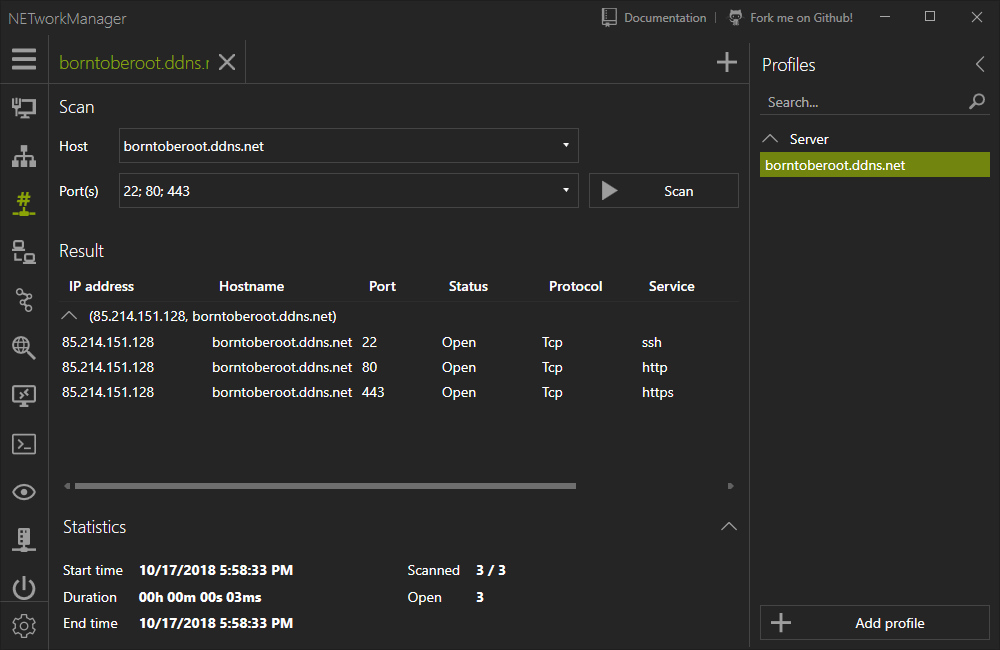 NETworkManager
Documentation | Fork me on Github!
borntoberoot.ddns.r
Profiles
Search...
Server
borntoberoot.ddns.net
Scan
Host borntoberoot.ddns.net
Port(s) 22; 80; 443 Scan
Result
IP address Hostname Port Status Protocol Service
(85.214.151.128, borntoberoot.ddns.net)
85.214.151.128 borntoberoot.ddns.net 22 Open Tcp ssh
85.214.151.128 borntoberoot.ddns.net 80 Open Tcp http
85.214.151.128 borntoberoot.ddns.net 443 Open Tcp https
Statistics
Start time 10/17/2018 5:58:33 PM Scanned 3 / 3
Duration 00h 00m 00s 03ms Open 3
End time 10/17/2018 5:58:33 PM
Add profile